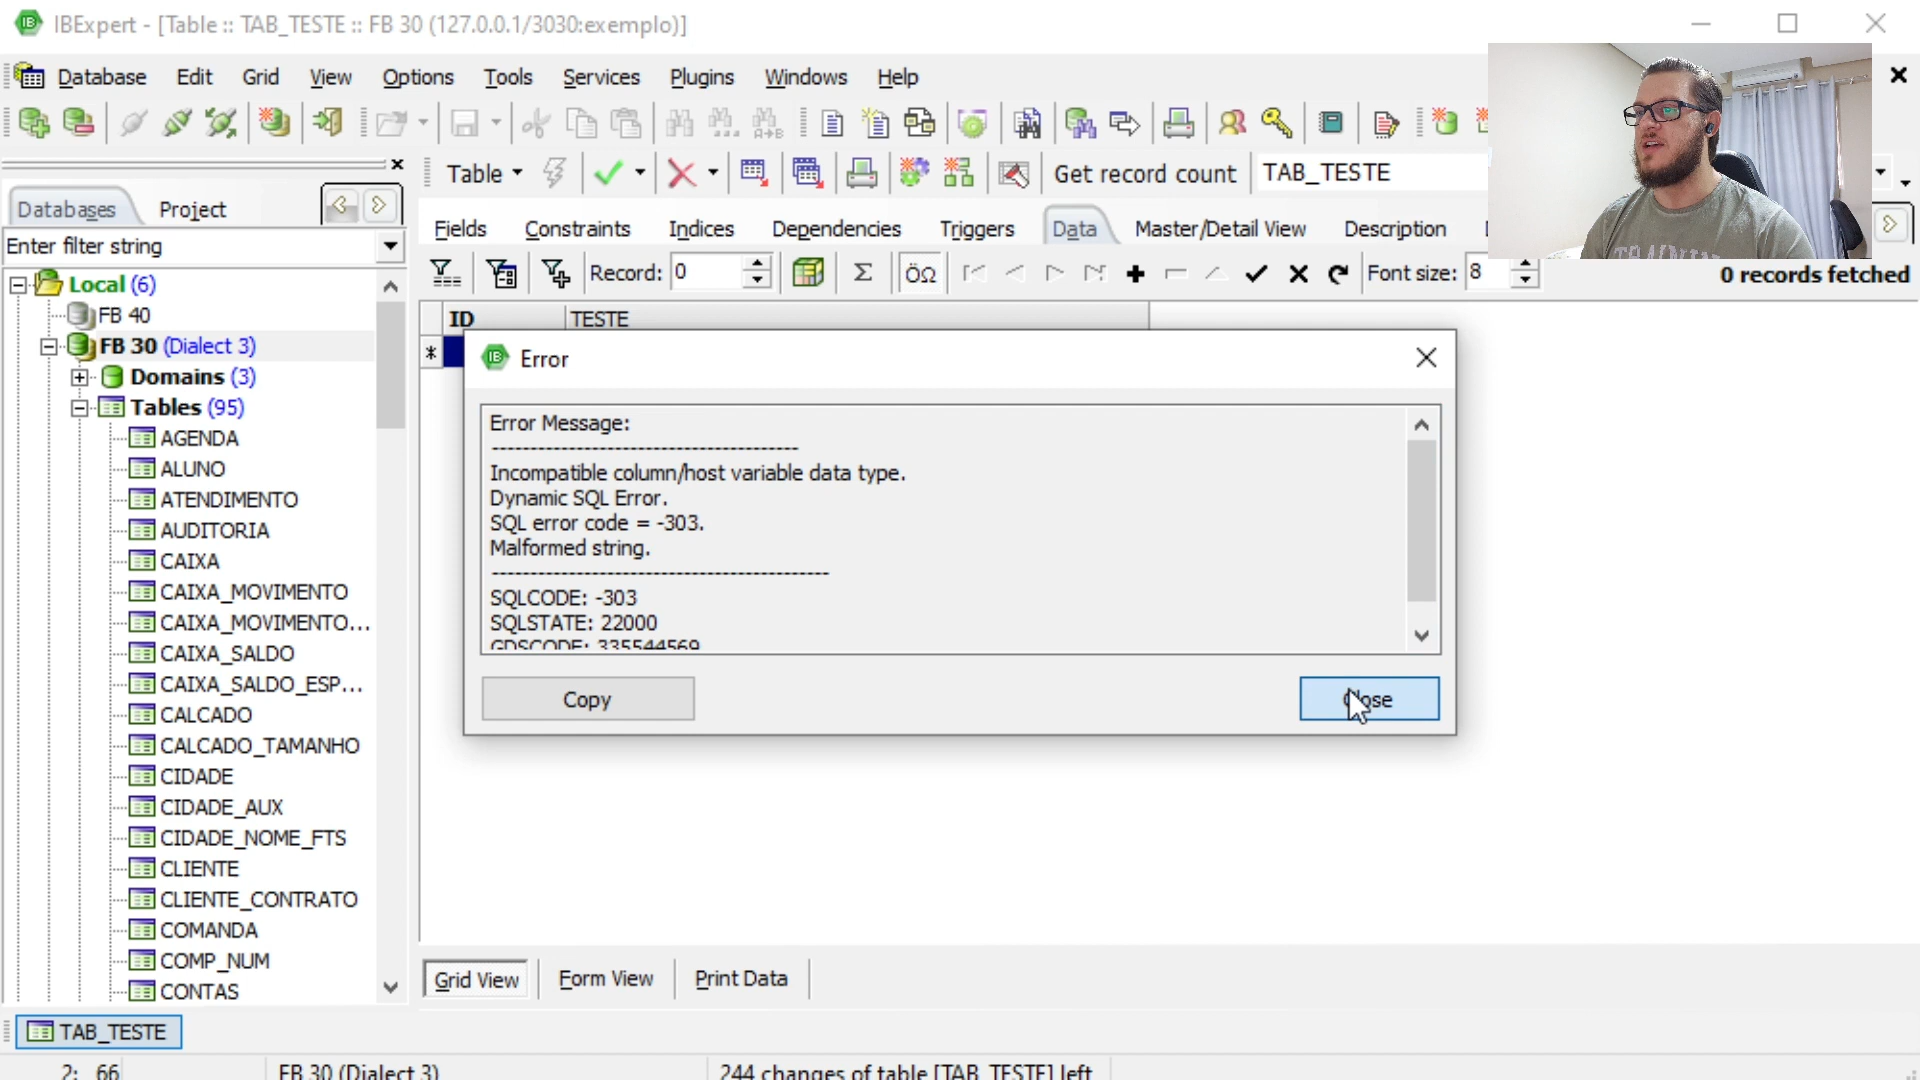 IBExpert - [Table :: TAB_TESTE :: FB 30 (127.0.0.1/3030:exemplo)]
Database Edit Grid View Options Tools Services Plugins Windows Help
Table Get record count TAB_TESTE
Databases Project
Enter filter string
Fields Constraints Indices Dependencies Triggers Data Master/Detail View Description
Record: 0 Σ ÖΩ Font size: 8 0 records fetched
Local (6)
FB 40
FB 30 (Dialect 3)
Domains (3)
Tables (95)
AGENDA
ALUNO
ATENDIMENTO
AUDITORIA
CAIXA
CAIXA_MOVIMENTO
CAIXA_MOVIMENTO...
CAIXA_SALDO
CAIXA_SALDO_ESP...
CALCADO
CALCADO_TAMANHO
CIDADE
CIDADE_AUX
CIDADE_NOME_FTS
CLIENTE
CLIENTE_CONTRATO
COMANDA
COMP_NUM
CONTAS
ID TESTE
Error
Error Message:
----------------------------------------
Incompatible column/host variable data type.
Dynamic SQL Error.
SQL error code = -303.
Malformed string.
--------------------------------------------
SQLCODE: -303
SQLSTATE: 22000
GDSCODE: 335544569
Copy Close
Grid View Form View Print Data
TAB_TESTE
2: 66 FB 30 (Dialect 3) 244 changes of table [TAB_TESTE] left